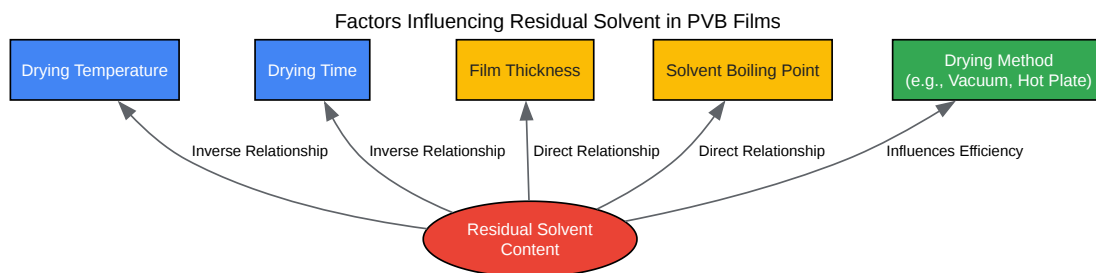 Factors Influencing Residual Solvent in PVB Films
Drying Temperature
Drying Time
Film Thickness
Solvent Boiling Point
Drying Method
(e.g., Vacuum, Hot Plate)
Inverse Relationship
Inverse Relationship
Direct Relationship
Direct Relationship
Influences Efficiency
Residual Solvent
Content